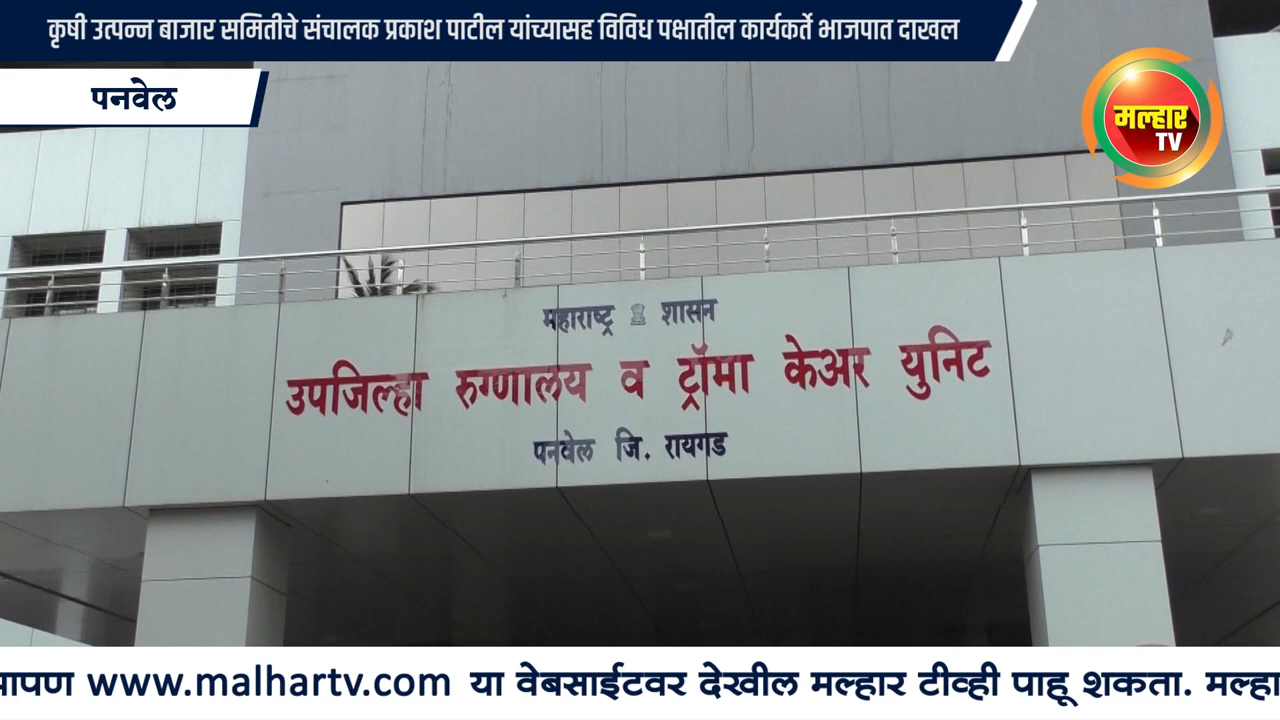 कृषी उत्पन्न बाजार समितीचे संचालक प्रकाश पाटील यांच्यासह विविध पक्षातील कार्यकर्ते भाजपात दाखल
पनवेल
मल्हार
TV
महाराष्ट्र शासन
उपजिल्हा रुग्णालय व ट्रॉमा केअर युनिट
पनवेल जि. रायगड
www.malhartv.com या वेबसाईटवर देखील मल्हार टीव्ही पाहू शकता.